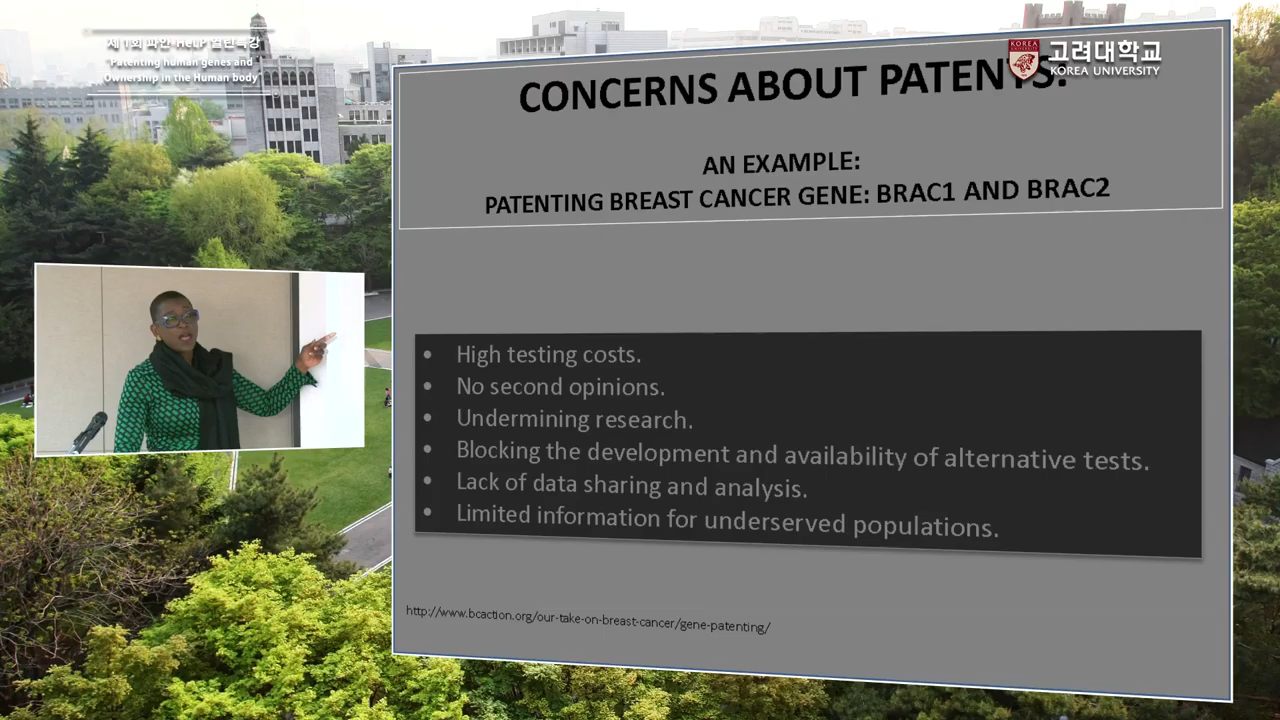 제 1회 파안 HeLP 열린특강
"Patenting human genes and
Ownership in the Human body"
KOREA
고려대학교
KOREA UNIVERSITY
CONCERNS ABOUT PATENTS:
AN EXAMPLE:
PATENTING BREAST CANCER GENE: BRAC1 AND BRAC2
• High testing costs.
• No second opinions.
• Undermining research.
• Blocking the development and availability of alternative tests.
• Lack of data sharing and analysis.
• Limited information for underserved populations.
http://www.bcaction.org/our-take-on-breast-cancer/gene-patenting/